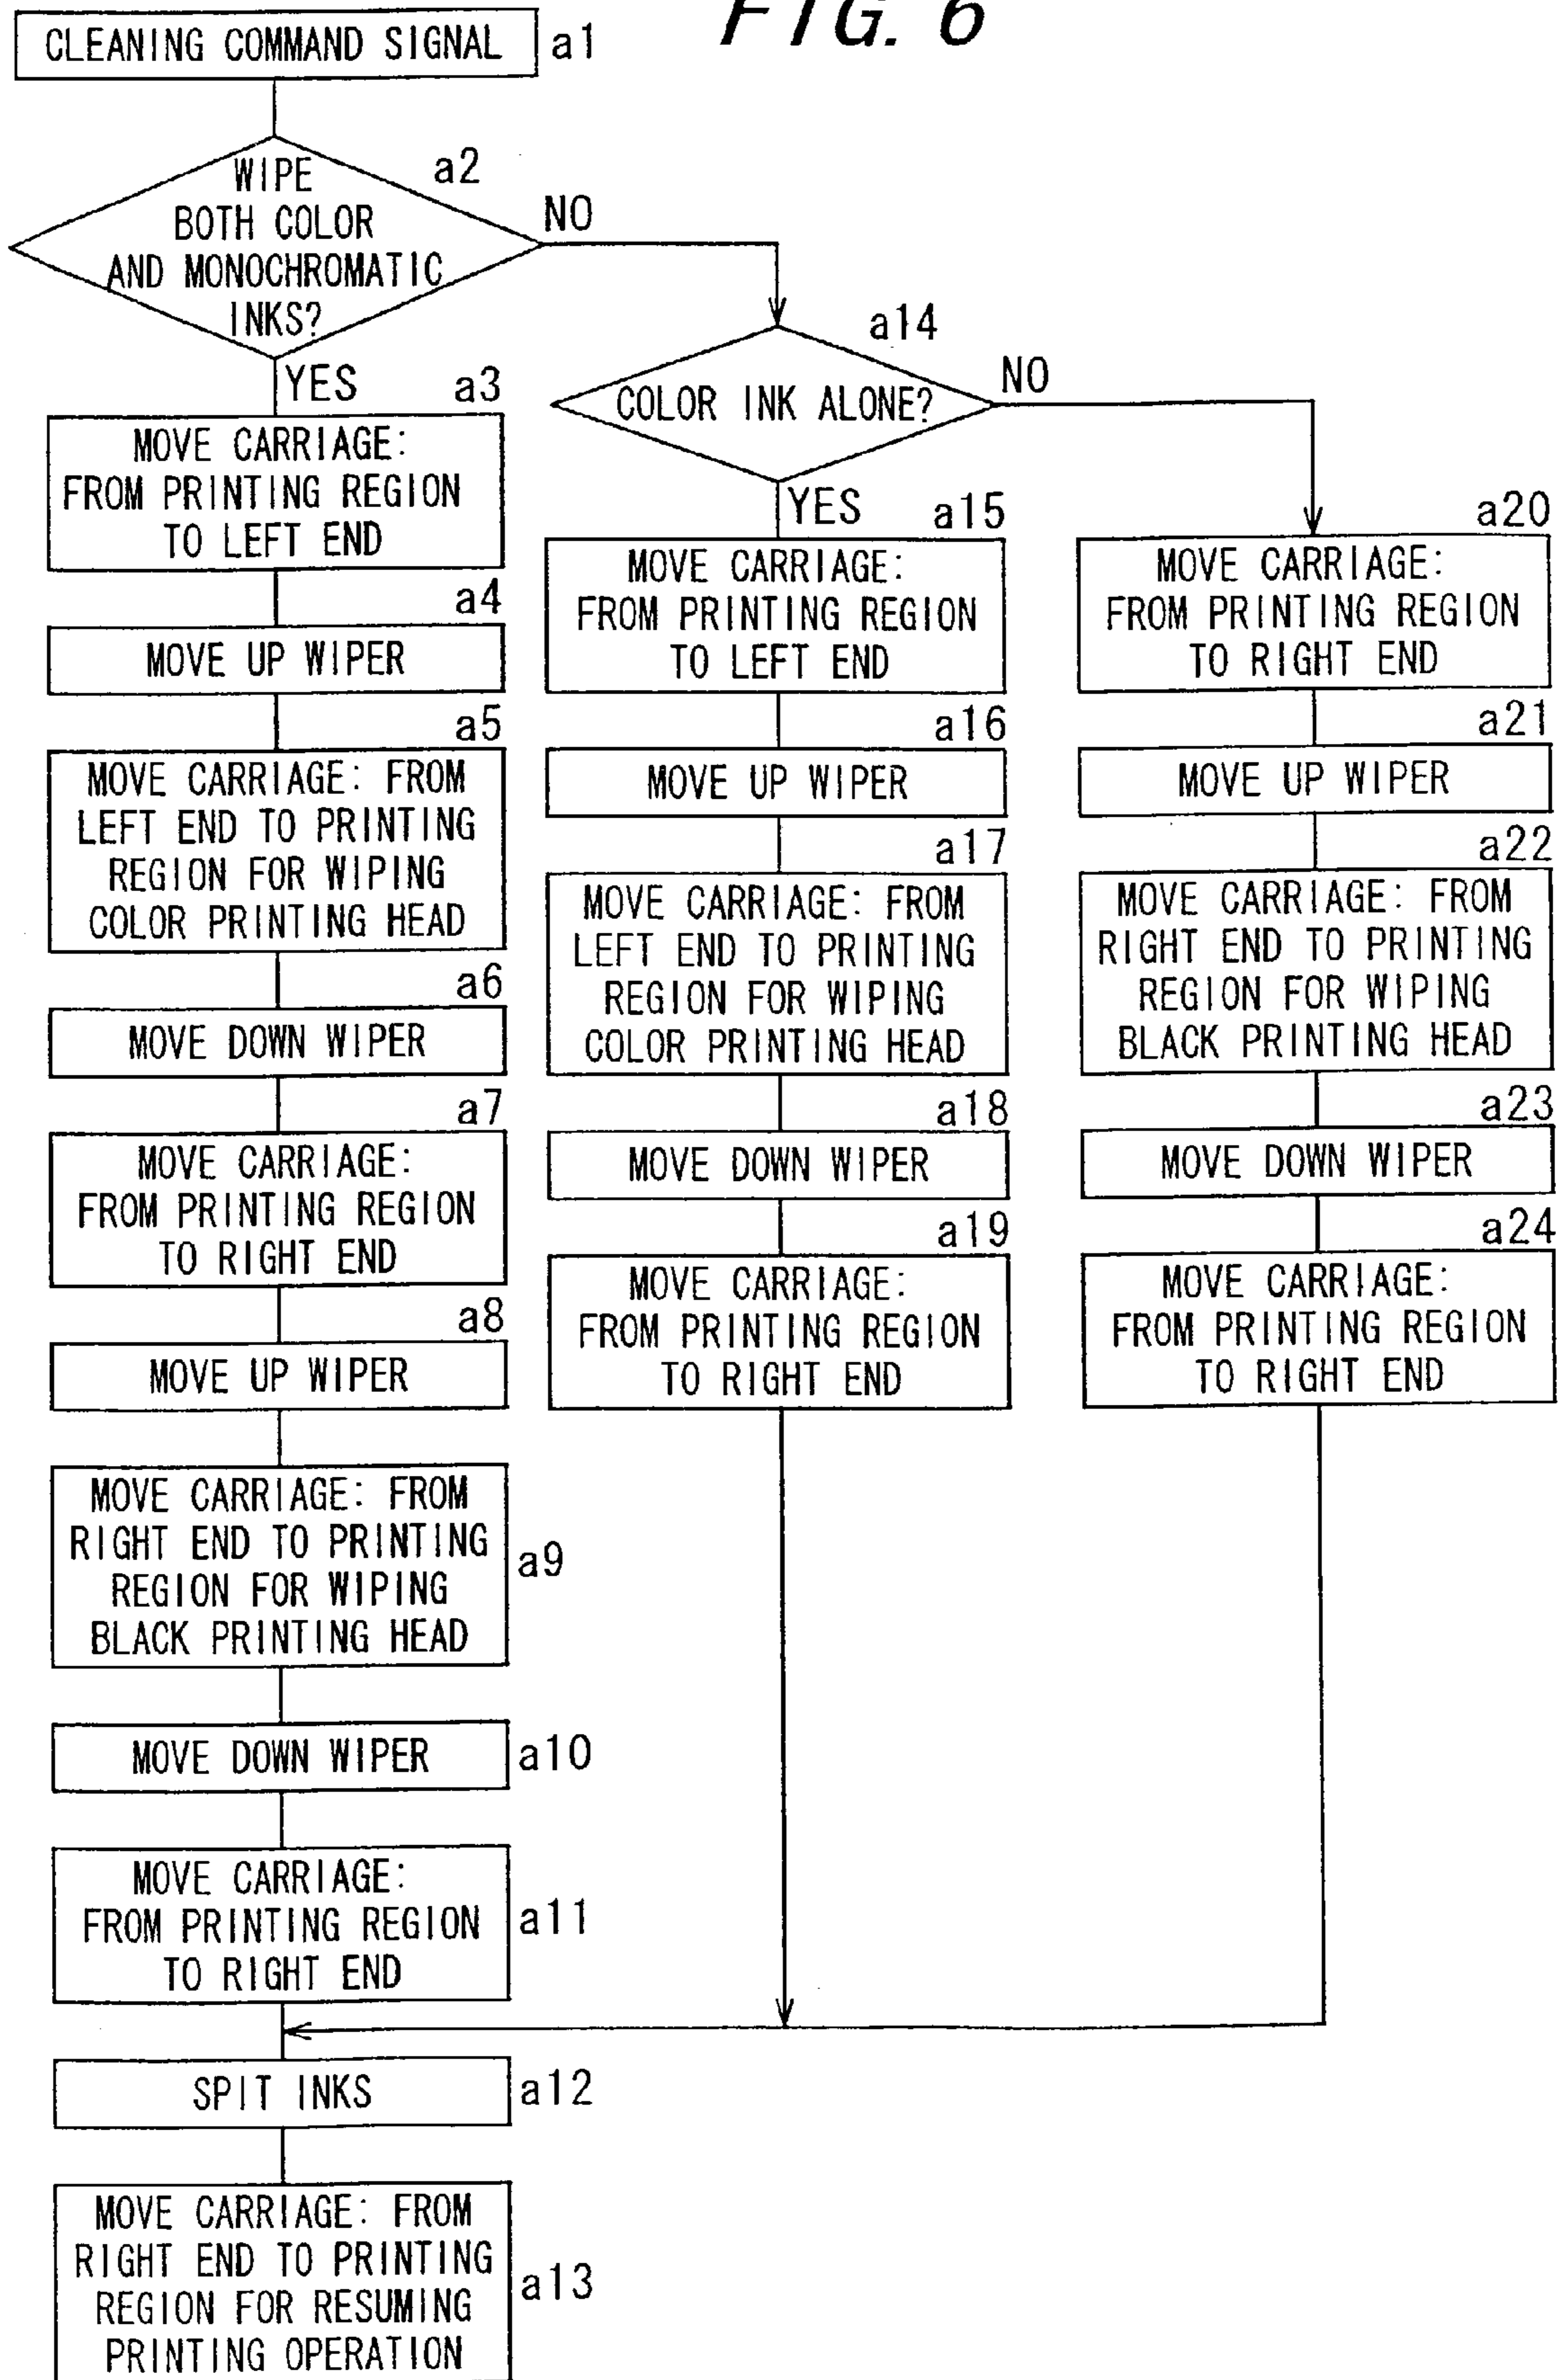 FIG. 6
CLEANING COMMAND SIGNAL
a1
WIPE
BOTH COLOR
AND MONOCHROMATIC
INKS?
a2
NO
YES
a3
MOVE CARRIAGE:
FROM PRINTING REGION
TO LEFT END
a4
MOVE UP WIPER
a5
MOVE CARRIAGE: FROM
LEFT END TO PRINTING
REGION FOR WIPING
COLOR PRINTING HEAD
a6
MOVE DOWN WIPER
a7
MOVE CARRIAGE:
FROM PRINTING REGION
TO RIGHT END
a8
MOVE UP WIPER
MOVE CARRIAGE: FROM
RIGHT END TO PRINTING
REGION FOR WIPING
BLACK PRINTING HEAD
a9
MOVE DOWN WIPER
a10
MOVE CARRIAGE:
FROM PRINTING REGION
TO RIGHT END
a11
SPIT INKS
a12
MOVE CARRIAGE: FROM
RIGHT END TO PRINTING
REGION FOR RESUMING
PRINTING OPERATION
a13
a14
COLOR INK ALONE?
NO
YES
a15
MOVE CARRIAGE:
FROM PRINTING REGION
TO LEFT END
a16
MOVE UP WIPER
a17
MOVE CARRIAGE: FROM
LEFT END TO PRINTING
REGION FOR WIPING
COLOR PRINTING HEAD
a18
MOVE DOWN WIPER
a19
MOVE CARRIAGE:
FROM PRINTING REGION
TO RIGHT END
a20
MOVE CARRIAGE:
FROM PRINTING REGION
TO RIGHT END
a21
MOVE UP WIPER
a22
MOVE CARRIAGE: FROM
RIGHT END TO PRINTING
REGION FOR WIPING
BLACK PRINTING HEAD
a23
MOVE DOWN WIPER
a24
MOVE CARRIAGE:
FROM PRINTING REGION
TO RIGHT END